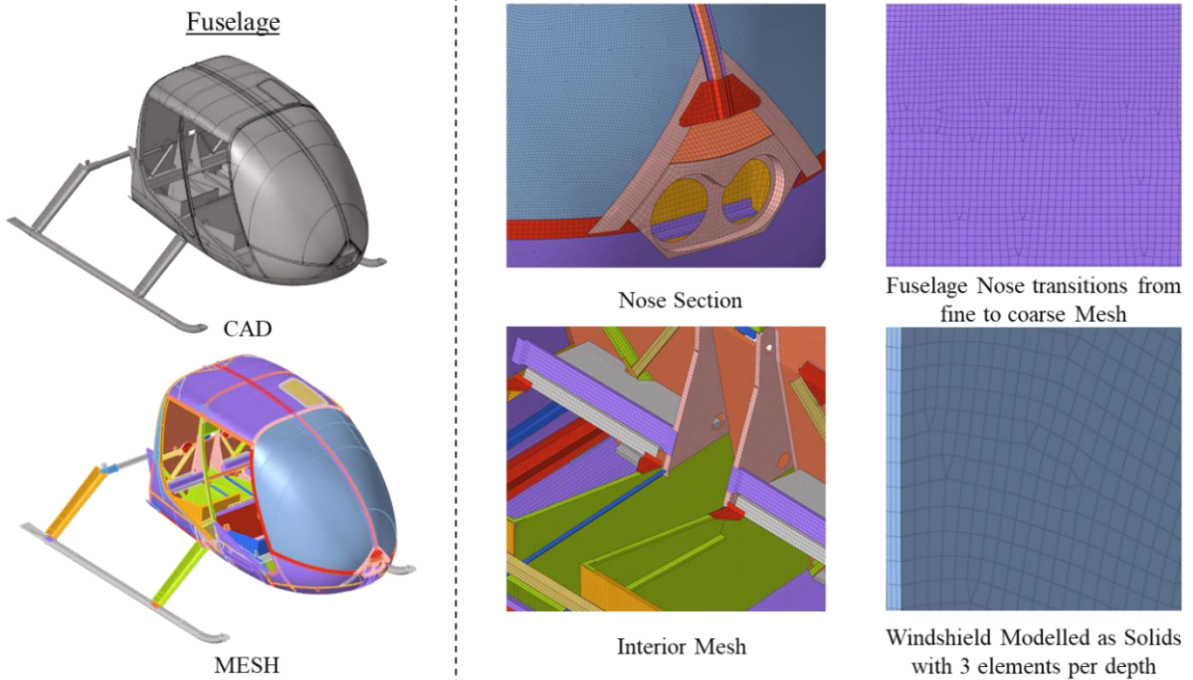 Fuselage
CAD
MESH
Nose Section
Fuselage Nose transitions from
fine to coarse Mesh
Interior Mesh
Windshield Modelled as Solids
with 3 elements per depth